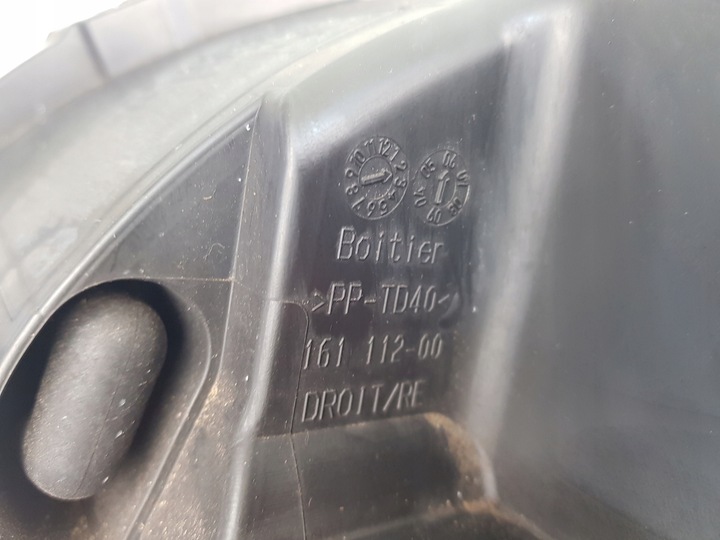 Boitier
>PP-TD40<
161 112-00
DROIT/RE